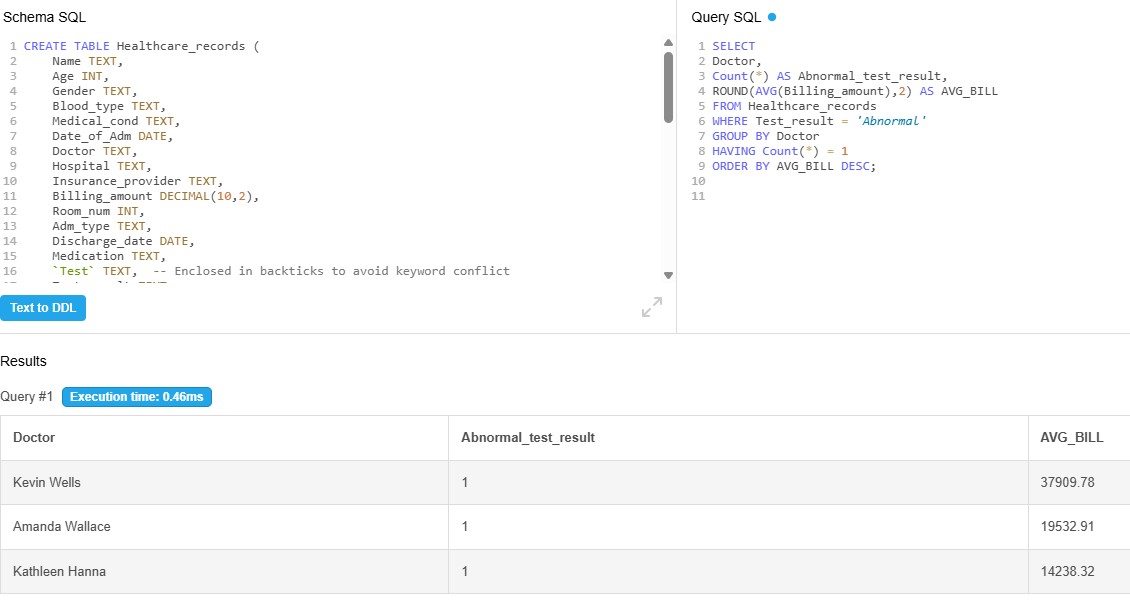 Schema SQL
1 CREATE TABLE Healthcare_records (
2 Name TEXT,
3 Age INT,
4 Gender TEXT,
5 Blood_type TEXT,
6 Medical_cond TEXT,
7 Date_of_Adm DATE,
8 Doctor TEXT,
9 Hospital TEXT,
10 Insurance_provider TEXT,
11 Billing_amount DECIMAL(10,2),
12 Room_num INT,
13 Adm_type TEXT,
14 Discharge_date DATE,
15 Medication TEXT,
16 `Test` TEXT, -- Enclosed in backticks to avoid keyword conflict
Text to DDL
Query SQL
1 SELECT
2 Doctor,
3 Count(*) AS Abnormal_test_result,
4 ROUND(AVG(Billing_amount),2) AS AVG_BILL
5 FROM Healthcare_records
6 WHERE Test_result = 'Abnormal'
7 GROUP BY Doctor
8 HAVING Count(*) = 1
9 ORDER BY AVG_BILL DESC;
10
11
Results
Query #1 Execution time: 0.46ms
Doctor Abnormal_test_result AVG_BILL
Kevin Wells 1 37909.78
Amanda Wallace 1 19532.91
Kathleen Hanna 1 14238.32